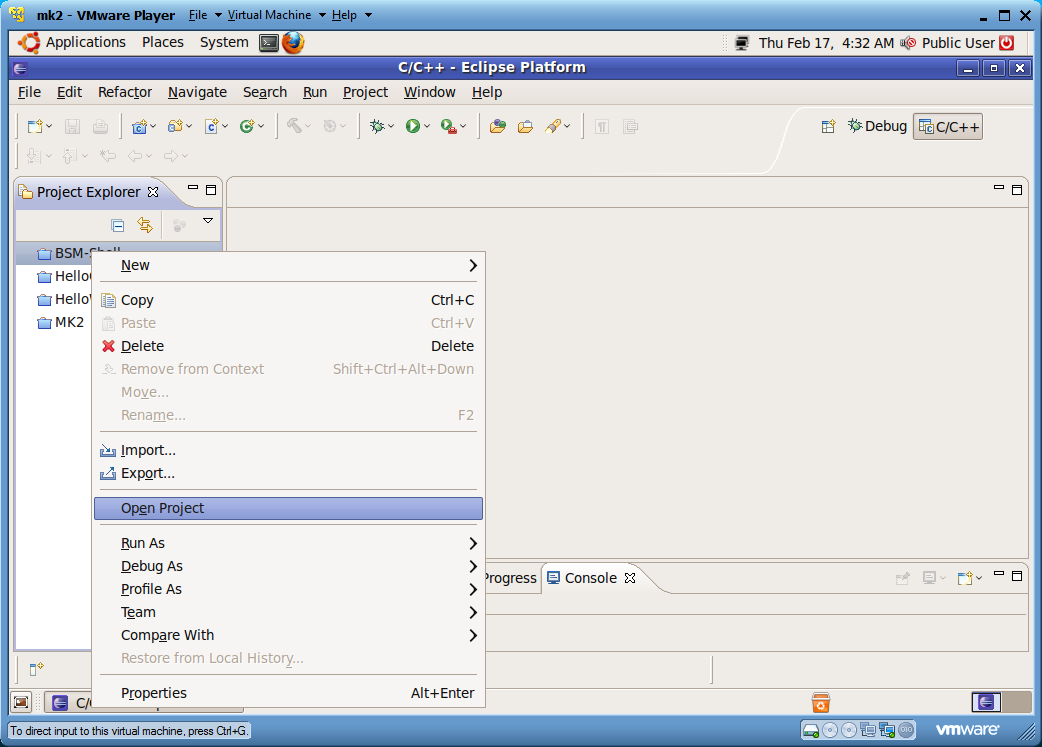 mk2 - VMware Player File Virtual Machine Help
Applications Places System Thu Feb 17, 4:32 AM Public User
C/C++ - Eclipse Platform
File Edit Refactor Navigate Search Run Project Window Help
Debug C/C++
Project Explorer
BSM-Shell
New
Hello
Copy Ctrl+C
Hello
Paste Ctrl+V
MK2
Delete Delete
Remove from Context Shift+Ctrl+Alt+Down
Move...
Rename... F2
Import...
Export...
Open Project
Run As
Debug As
Profile As
Team
Compare With
Restore from Local History...
Properties Alt+Enter
Progress Console
C/C
To direct input to this virtual machine, press Ctrl+G.
vmware